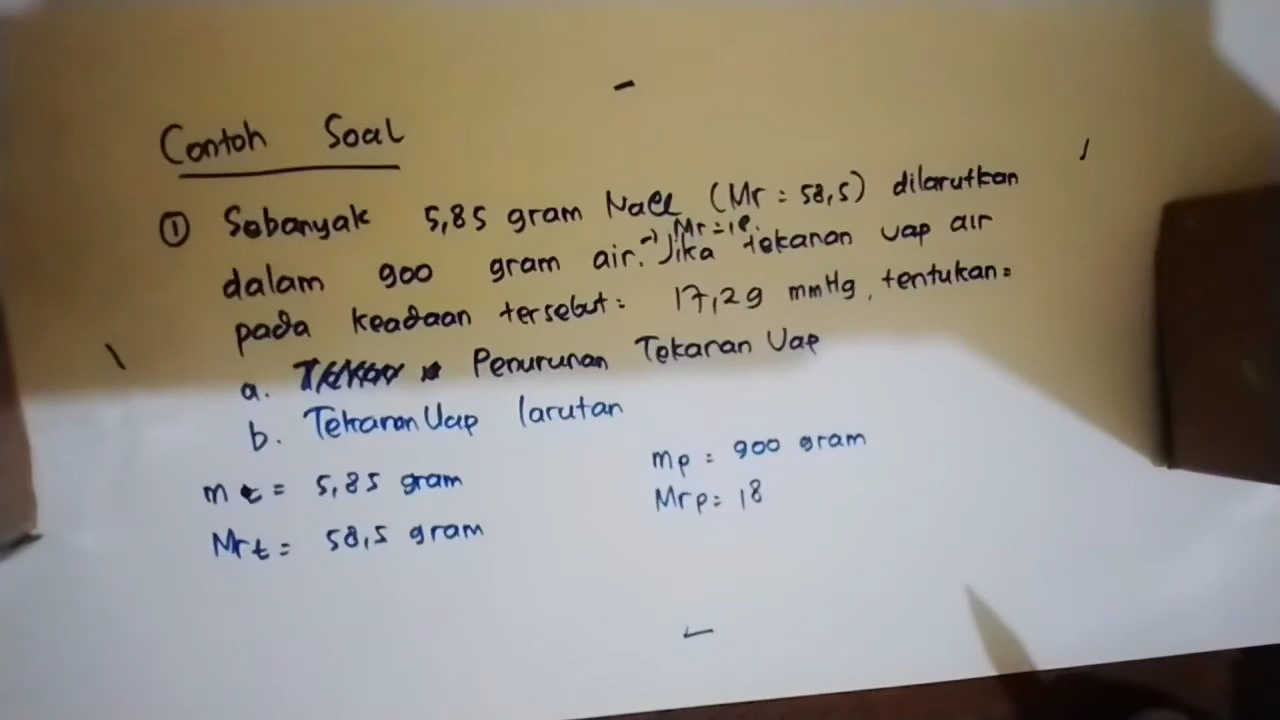 Contoh Soal
① Sebanyak 5,85 gram NaCl (Mr = 58,5) dilarutkan
Mr = 18.
dalam 900 gram air. Jika tekanan uap air
pada keadaan tersebut = 17,29 mmHg, tentukan =
a. Penurunan Tekanan Uap
b. Tekanan Uap larutan
mt = 5,85 gram
mp = 900 gram
Mrt = 58,5 gram
Mrp = 18